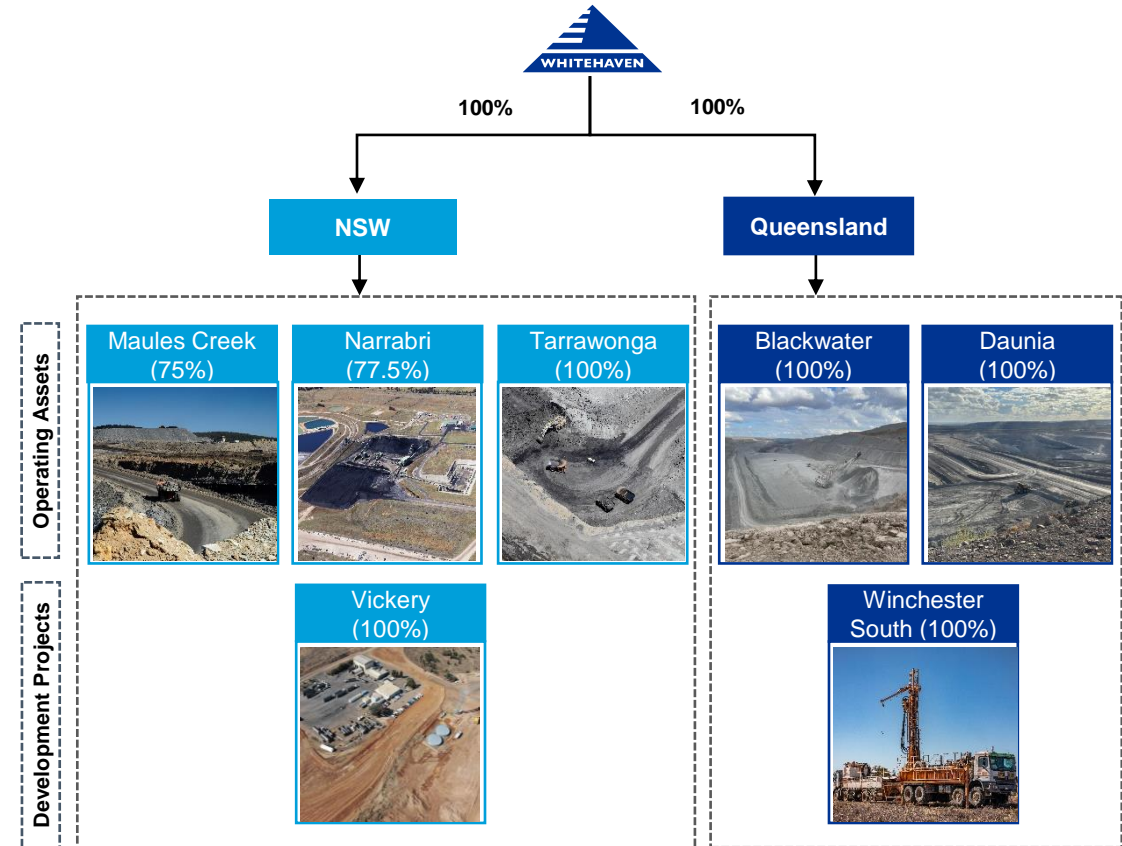 WHITEHAVEN
100%
100%
NSW
Queensland
Operating Assets
Maules Creek
(75%)
Narrabri
(77.5%)
Tarrawonga
(100%)
Blackwater
(100%)
Daunia
(100%)
Development Projects
Vickery
(100%)
Winchester
South (100%)